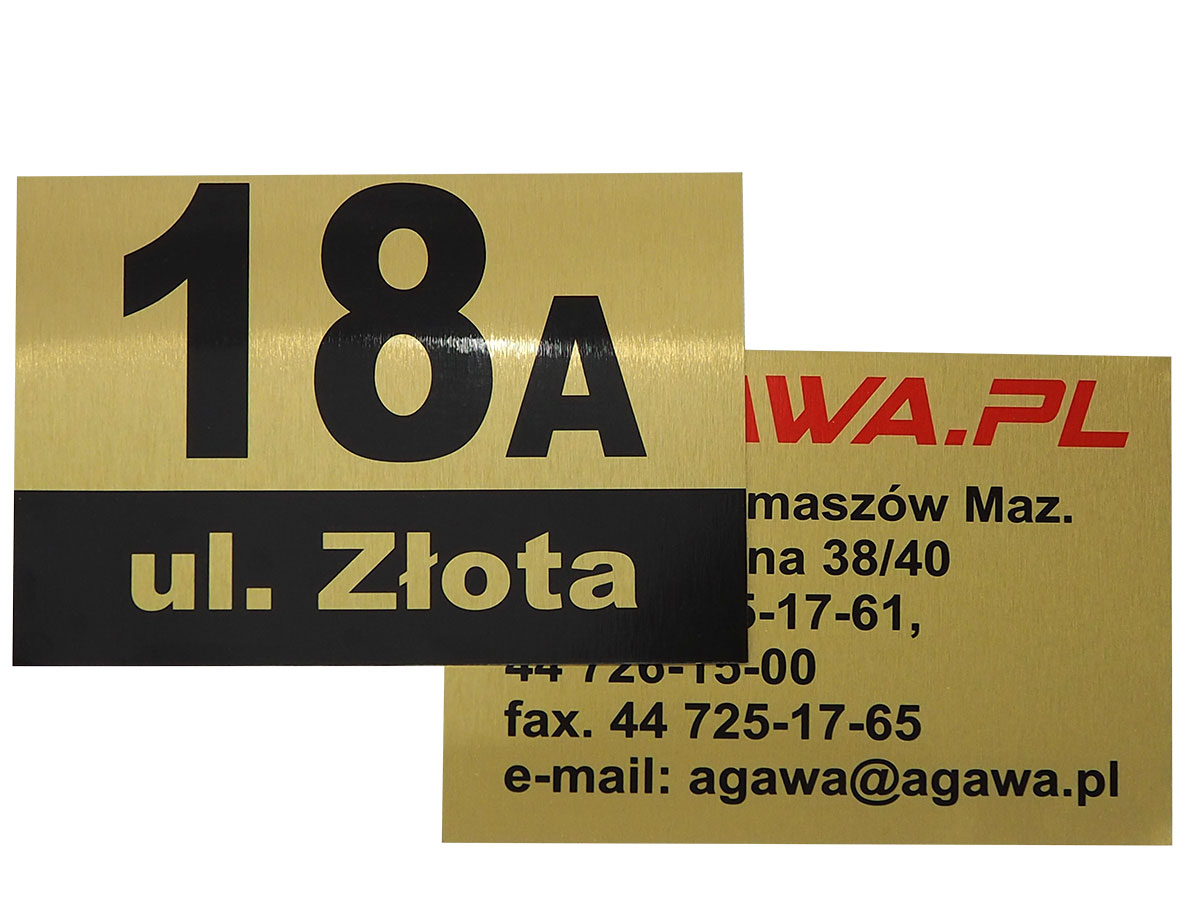 18A
ul. Złota
AWA.PL
maszów Maz.
na 38/40
5-17-61,
44 726-15-00
fax. 44 725-17-65
e-mail: agawa@agawa.pl